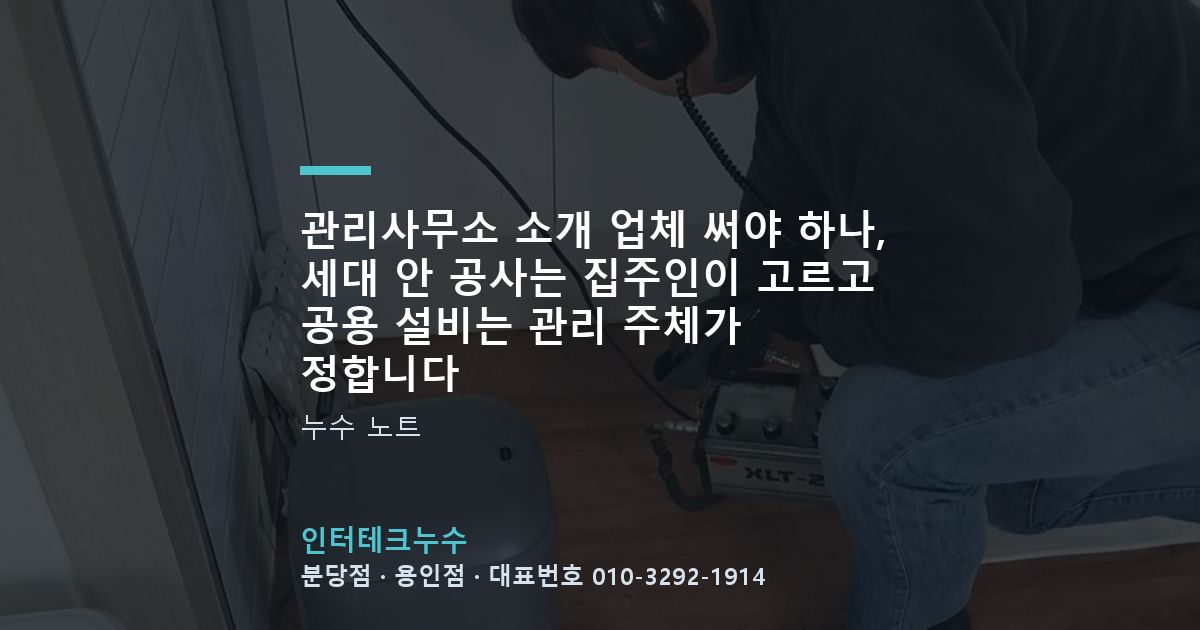 관리사무소 소개 업체 써야 하나,
세대 안 공사는 집주인이 고르고
공용 설비는 관리 주체가
정합니다
누수 노트
XLT-2
인터테크누수
분당점 · 용인점 · 대표번호 010-3292-1914